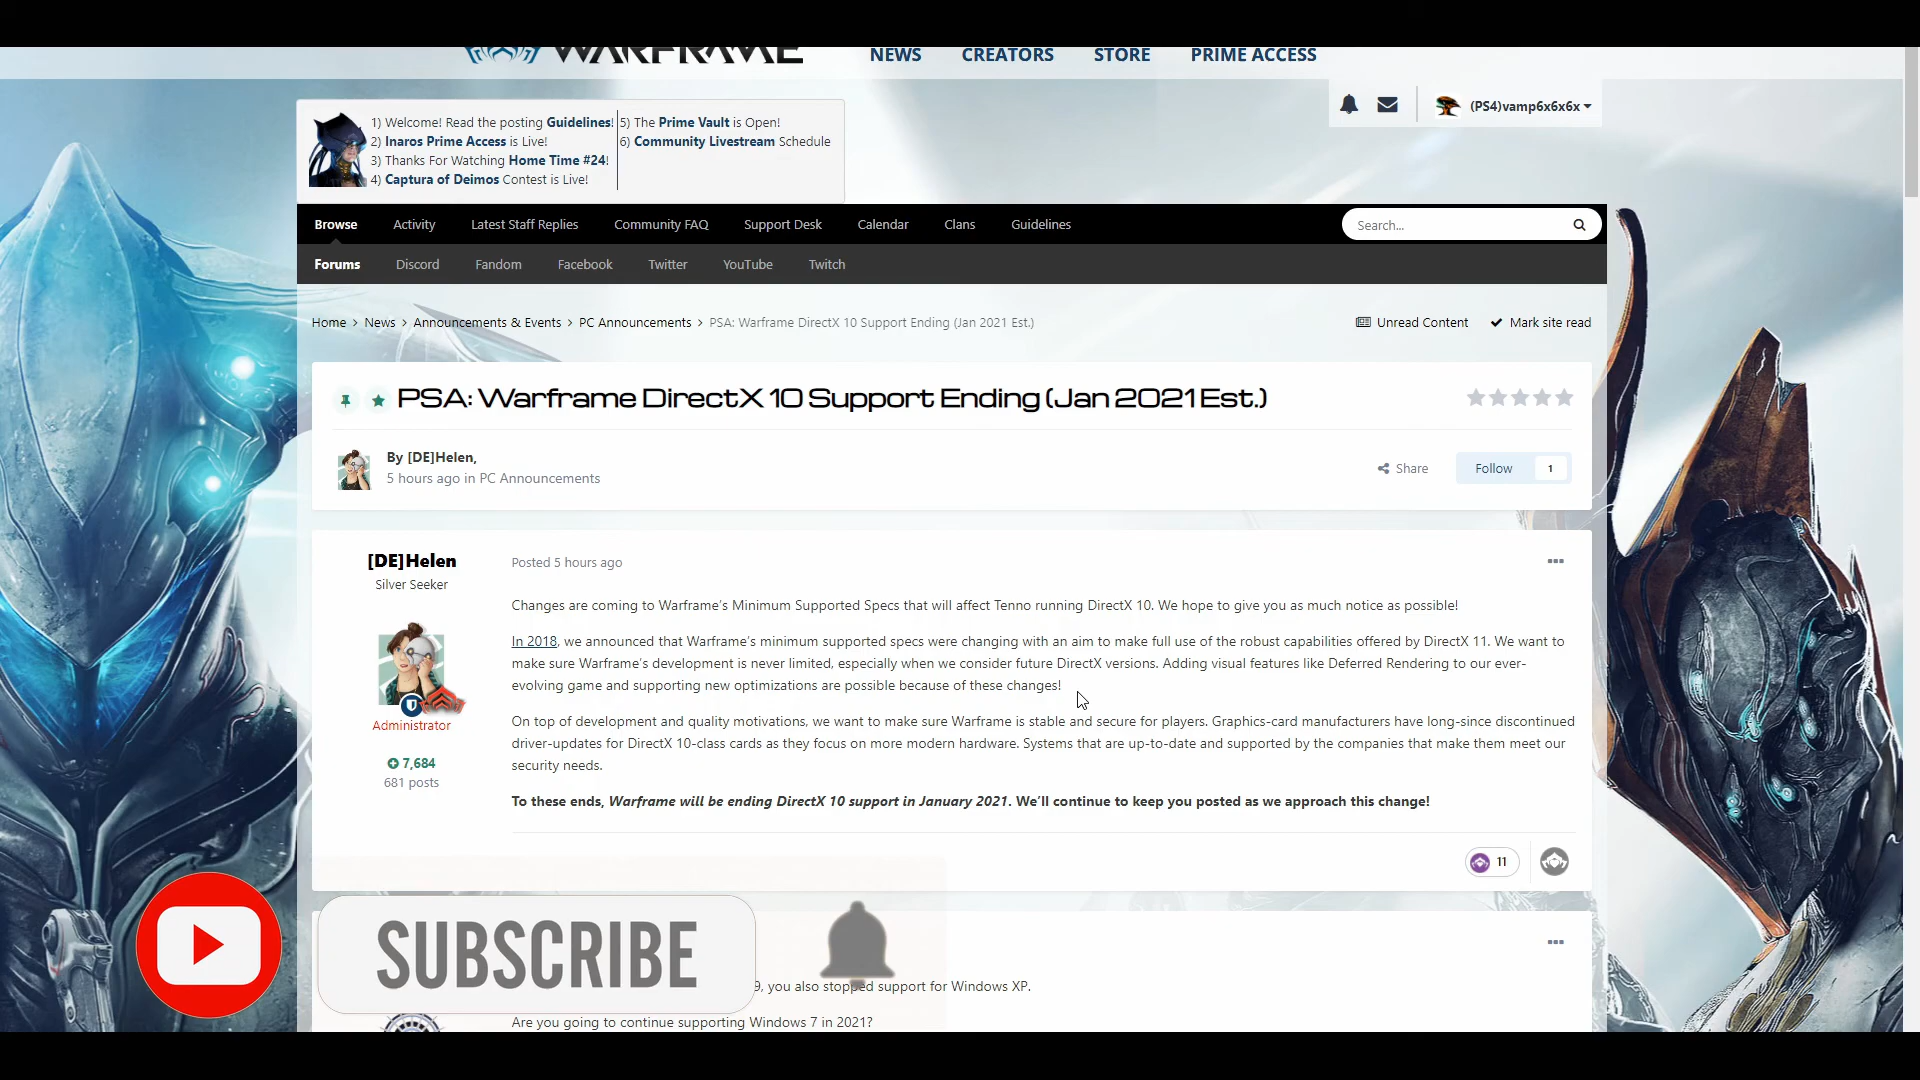 WARFRAME
NEWS CREATORS STORE PRIME ACCESS
(PS4)vamp6x6x6x
1) Welcome! Read the posting Guidelines!
2) Inaros Prime Access is Live!
3) Thanks For Watching Home Time #24!
4) Captura of Deimos Contest is Live!
5) The Prime Vault is Open!
6) Community Livestream Schedule
Browse Activity Latest Staff Replies Community FAQ Support Desk Calendar Clans Guidelines
Search...
Forums Discord Fandom Facebook Twitter YouTube Twitch
Home > News > Announcements & Events > PC Announcements > PSA: Warframe DirectX 10 Support Ending (Jan 2021 Est.)
Unread Content Mark site read
PSA: Warframe DirectX 10 Support Ending (Jan 2021 Est.)
By [DE]Helen,
5 hours ago in PC Announcements
Share Follow 1
[DE]Helen
Silver Seeker
Administrator
7,684
681 posts
Posted 5 hours ago
Changes are coming to Warframe's Minimum Supported Specs that will affect Tenno running DirectX 10. We hope to give you as much notice as possible!
In 2018, we announced that Warframe's minimum supported specs were changing with an aim to make full use of the robust capabilities offered by DirectX 11. We want to
make sure Warframe's development is never limited, especially when we consider future DirectX versions. Adding visual features like Deferred Rendering to our ever-
evolving game and supporting new optimizations are possible because of these changes!
On top of development and quality motivations, we want to make sure Warframe is stable and secure for players. Graphics-card manufacturers have long-since discontinued
driver-updates for DirectX 10-class cards as they focus on more modern hardware. Systems that are up-to-date and supported by the companies that make them meet our
security needs.
To these ends, Warframe will be ending DirectX 10 support in January 2021. We'll continue to keep you posted as we approach this change!
11
SUBSCRIBE
9, you also stopped support for Windows XP.
Are you going to continue supporting Windows 7 in 2021?